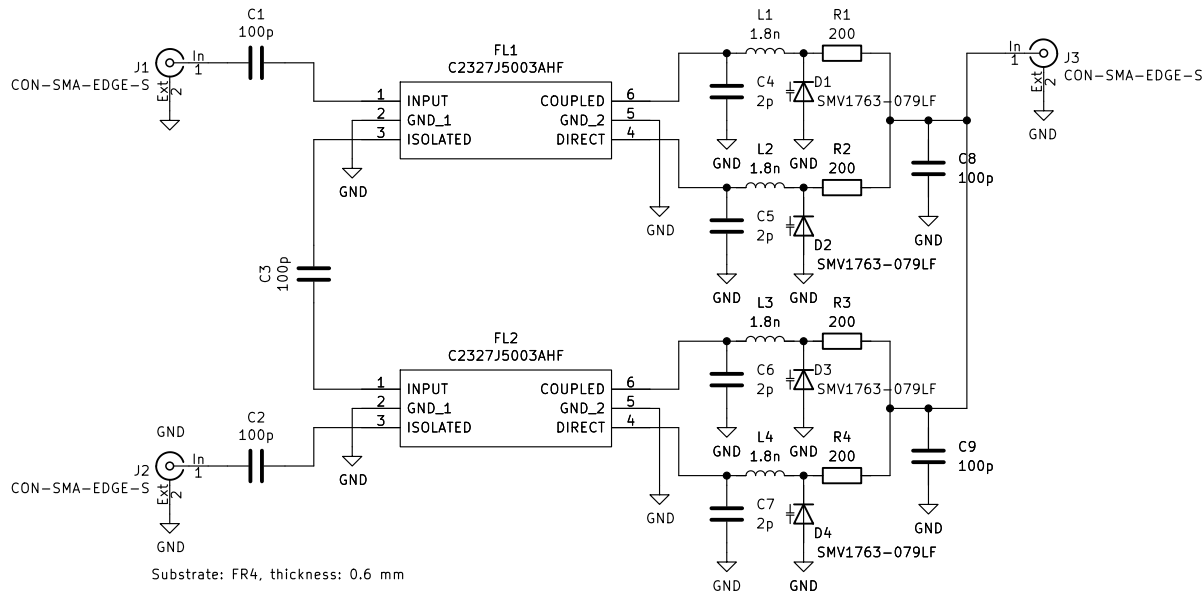 C1
100p
J1
In
1
Ext
2
CON-SMA-EDGE-S
FL1
C2327J5003AHF
1 INPUT
2 GND_1
3 ISOLATED
COUPLED 6
GND_2 5
DIRECT 4
GND
GND
L1
1.8n
R1
200
C4
2p
D1
SMV1763-079LF
GND
GND
L2
1.8n
R2
200
C5
2p
D2
SMV1763-079LF
GND
GND
In
1
Ext
2
J3
CON-SMA-EDGE-S
GND
C8
100p
GND
C3
100p
FL2
C2327J5003AHF
1 INPUT
2 GND_1
3 ISOLATED
COUPLED 6
GND_2 5
DIRECT 4
GND
GND
L3
1.8n
R3
200
C6
2p
D3
SMV1763-079LF
GND
GND
L4
1.8n
R4
200
C7
2p
D4
SMV1763-079LF
GND
GND
C9
100p
GND
GND
C2
100p
J2
In
1
Ext
2
CON-SMA-EDGE-S
GND
Substrate: FR4, thickness: 0.6 mm